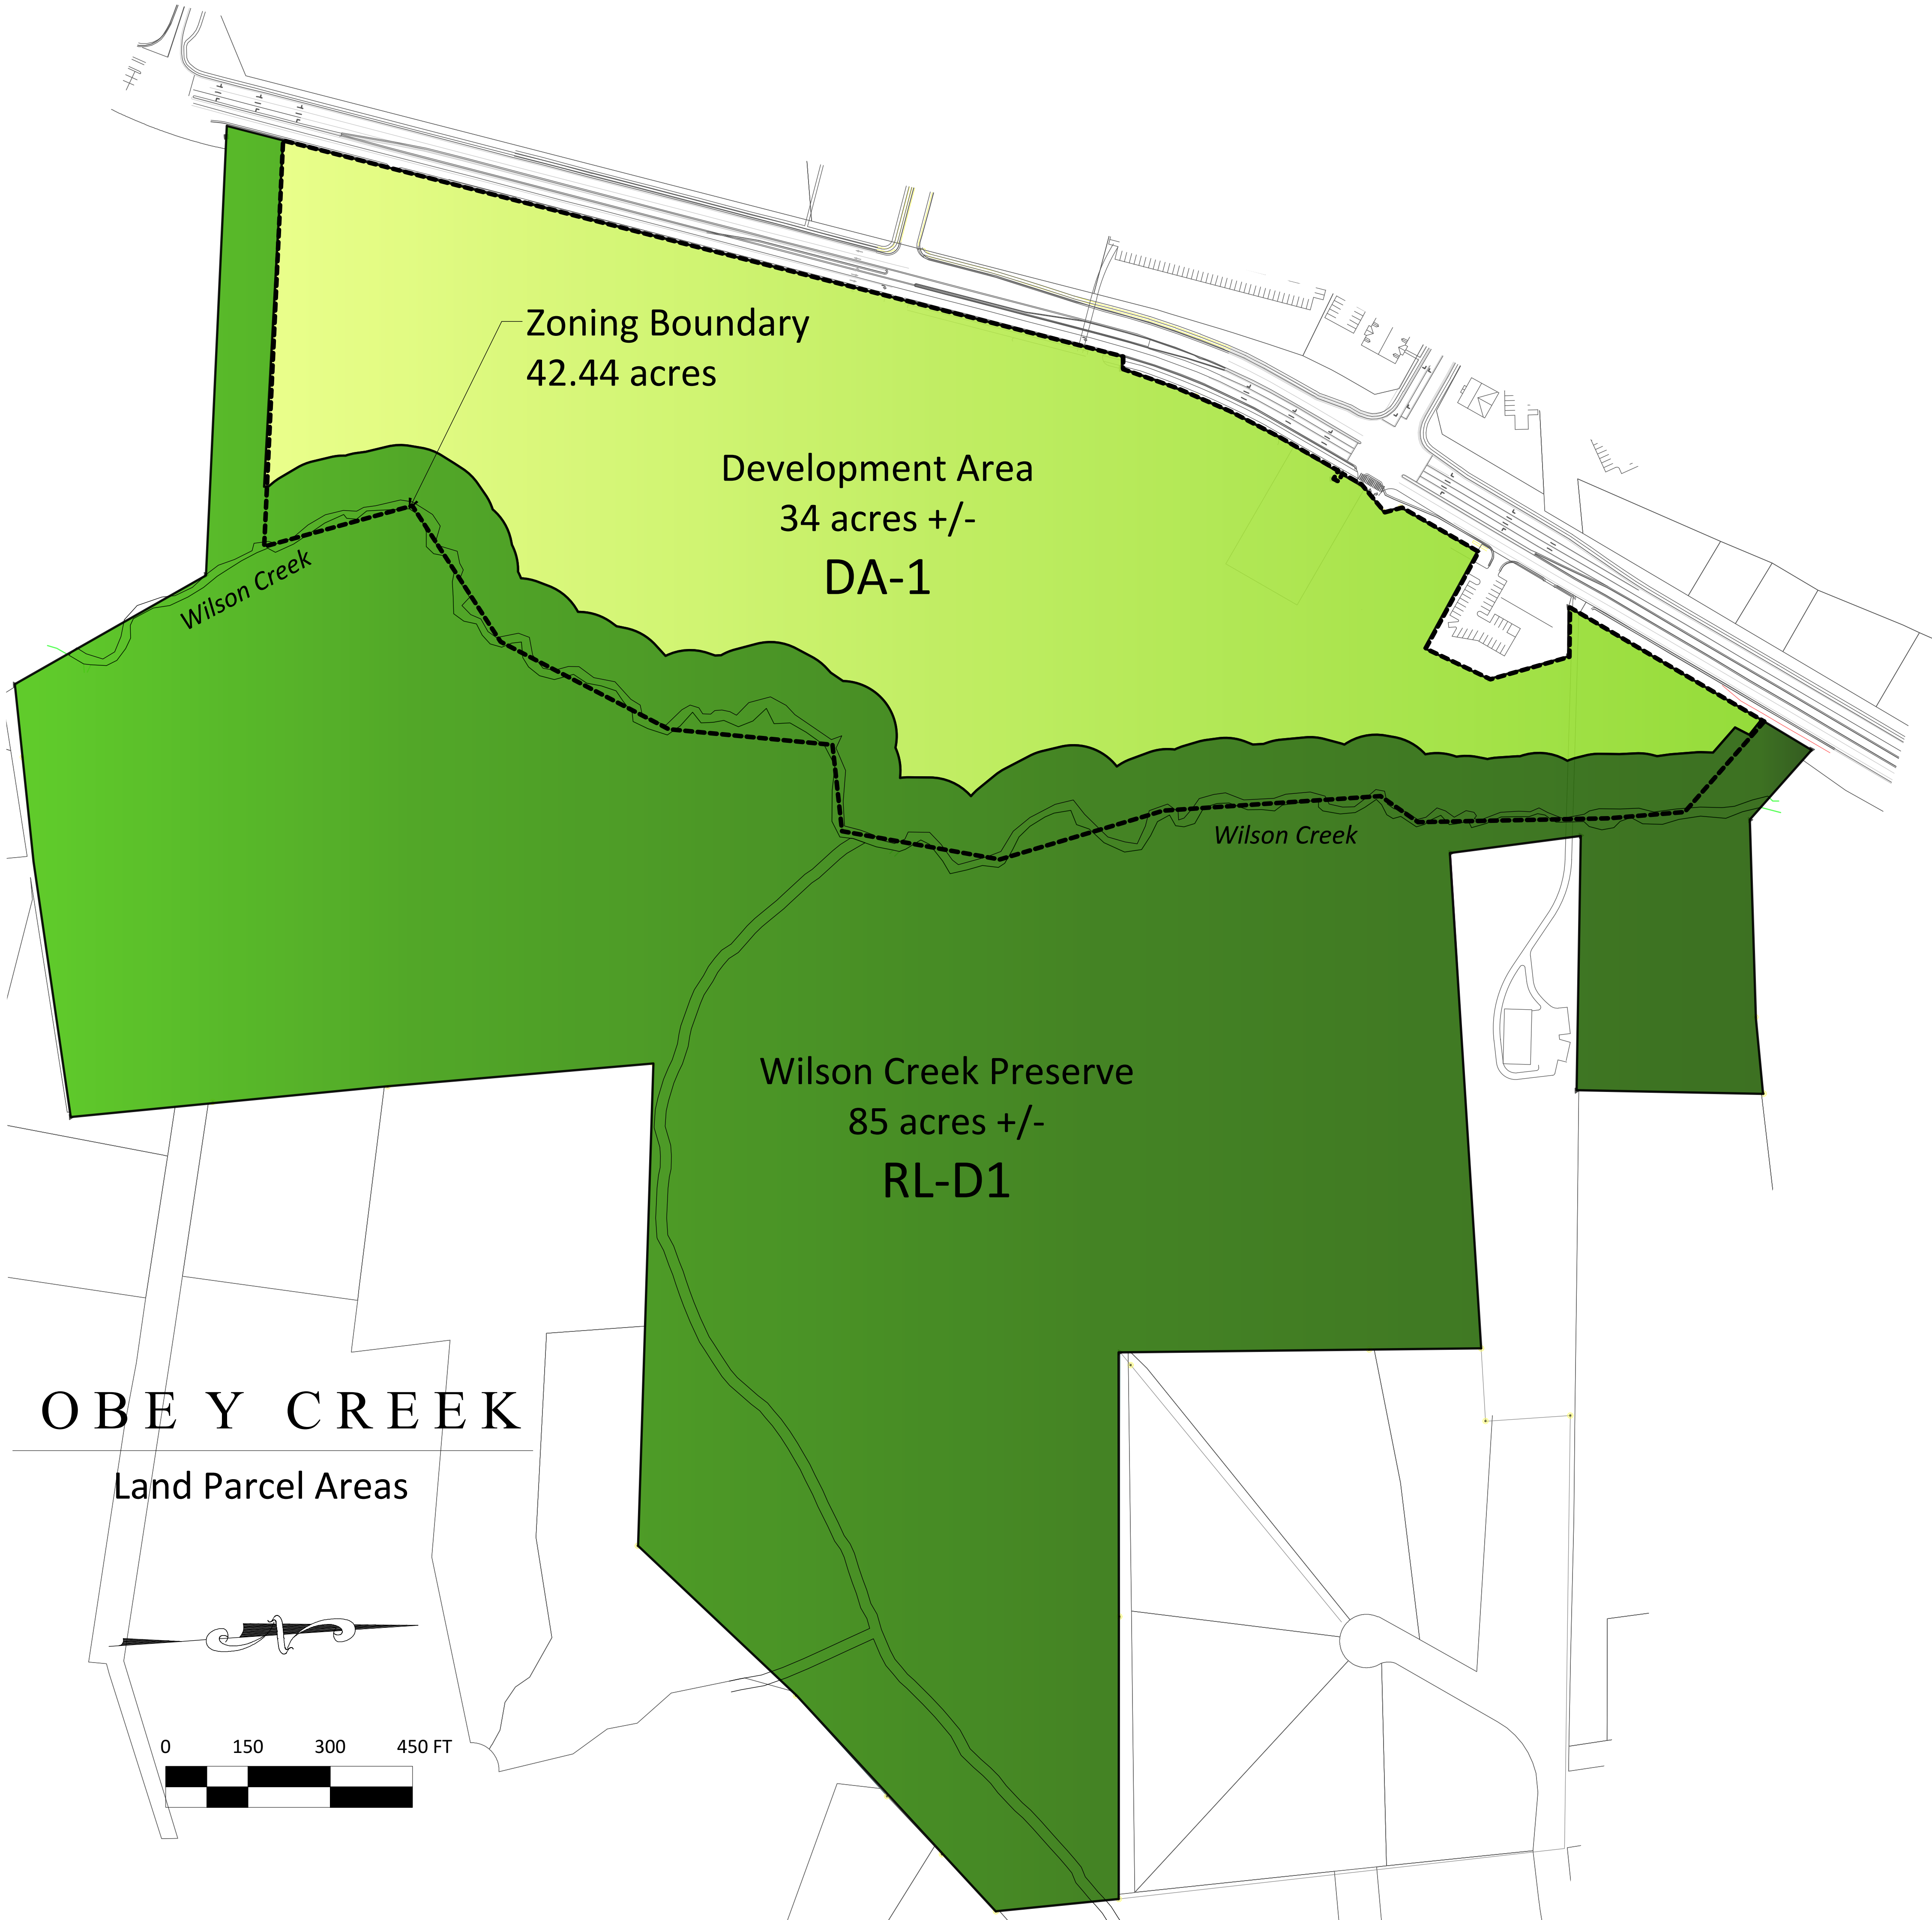 Zoning Boundary
42.44 acres
Development Area
34 acres +/-
DA-1
Wilson Creek
Wilson Creek
Wilson Creek Preserve
85 acres +/-
RL-D1
OBEY CREEK
Land Parcel Areas
N
0 150 300 450 FT